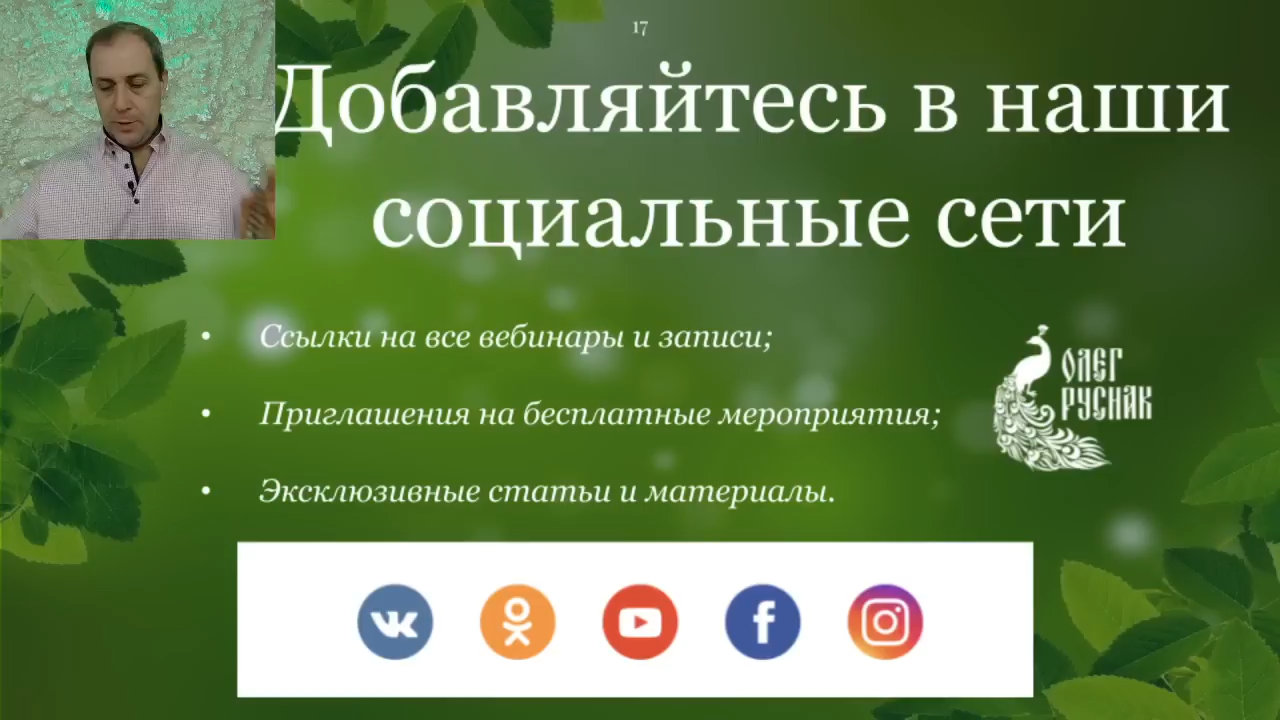 17
Добавляйтесь в наши
социальные сети
• Ссылки на все вебинары и записи;
• Приглашения на бесплатные мероприятия;
• Эксклюзивные статьи и материалы.
ОЛЕГ
РУСНАК